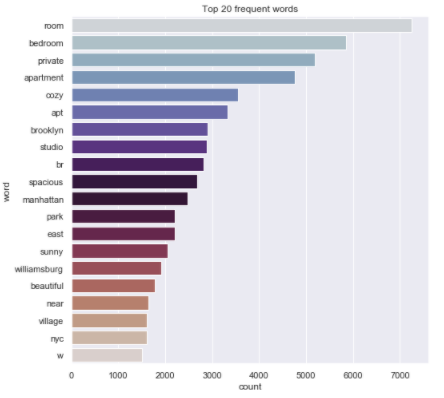 Top 20 frequent words
word
room
bedroom
private
apartment
cozy
apt
brooklyn
studio
br
spacious
manhattan
park
east
sunny
williamsburg
beautiful
near
village
nyc
w
0 1000 2000 3000 4000 5000 6000 7000
count